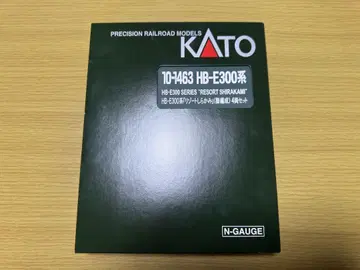 PRECISION RAILROAD MODELS
KATO
10-1463 HB-E300系
HB-E300 SERIES "RESORT SHIRAKAMI"
HB-E300系「リゾートしらかみ」(橅編成) 4両セット
N-GAUGE